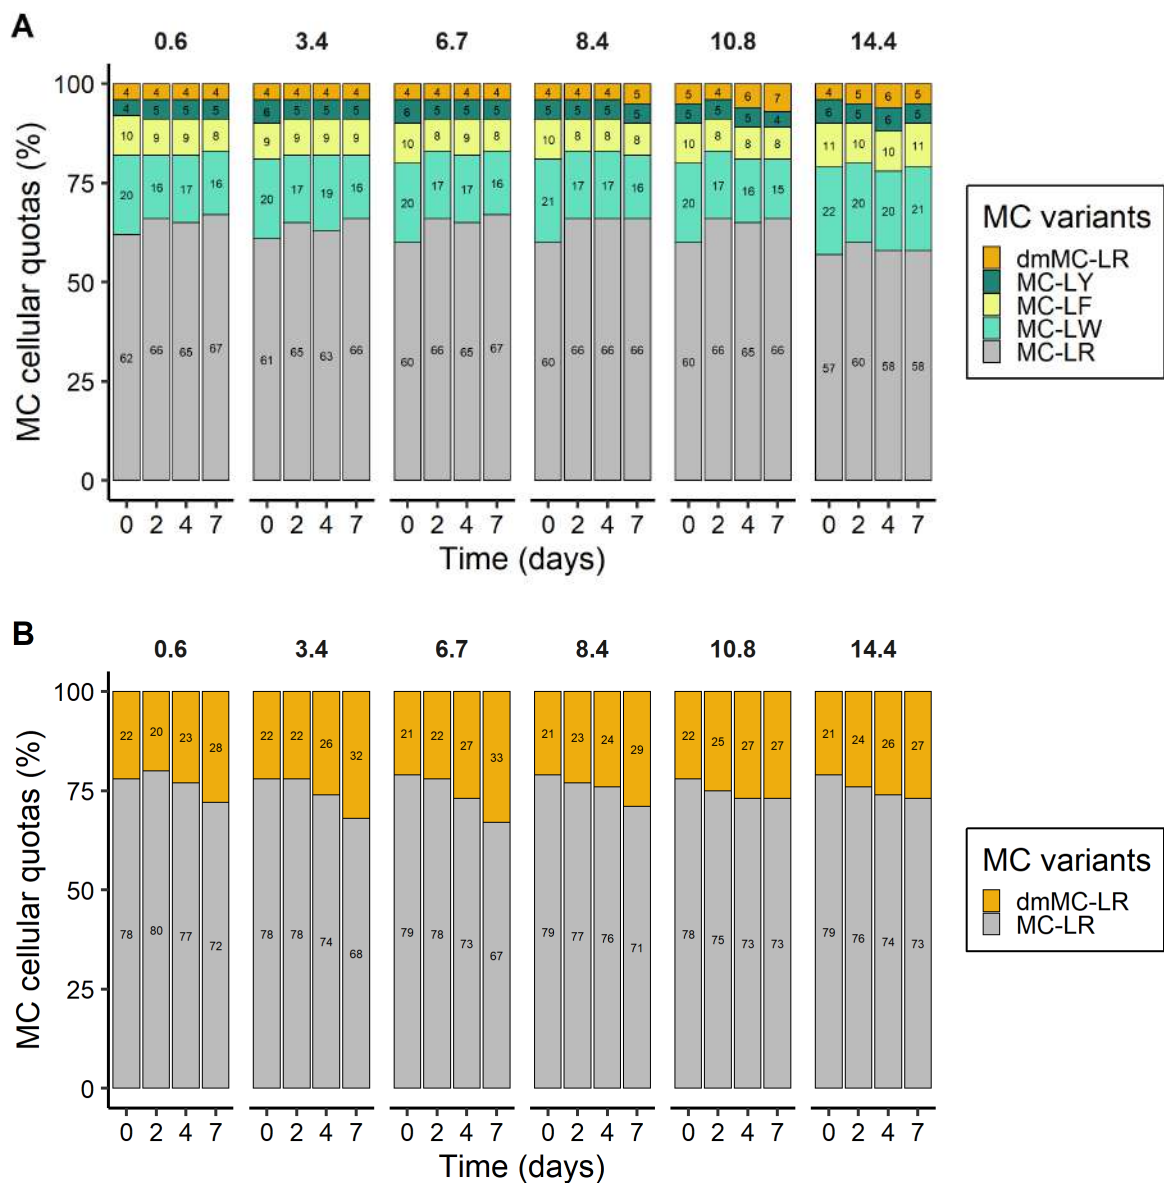 A
0.6 3.4 6.7 8.4 10.8 14.4
MC cellular quotas (%)
100
75
50
25
0
4 4 4 4 4 4 4 4 4 4 4 4 4 4 4 5 5 4 6 7 4 5 6 5
4 5 5 5 6 5 5 5 6 5 5 5 5 5 5 5 5 5 5 4 6 5 6 5
10 9 9 8 9 9 9 9 10 8 9 8 10 8 8 8 10 8 8 8 11 10 10 11
20 16 17 16 20 17 19 16 20 17 17 16 21 17 17 16 20 17 16 15 22 20 20 21
62 66 65 67 61 65 63 66 60 66 65 67 60 66 66 66 60 66 65 66 57 60 58 58
0 2 4 7 0 2 4 7 0 2 4 7 0 2 4 7 0 2 4 7 0 2 4 7
Time (days)
MC variants
dmMC-LR
MC-LY
MC-LF
MC-LW
MC-LR
B
0.6 3.4 6.7 8.4 10.8 14.4
MC cellular quotas (%)
100
75
50
25
0
22 20 23 28 22 22 26 32 21 22 27 33 21 23 24 29 22 25 27 27 21 24 26 27
78 80 77 72 78 78 74 68 79 78 73 67 79 77 76 71 78 75 73 73 79 76 74 73
0 2 4 7 0 2 4 7 0 2 4 7 0 2 4 7 0 2 4 7 0 2 4 7
Time (days)
MC variants
dmMC-LR
MC-LR